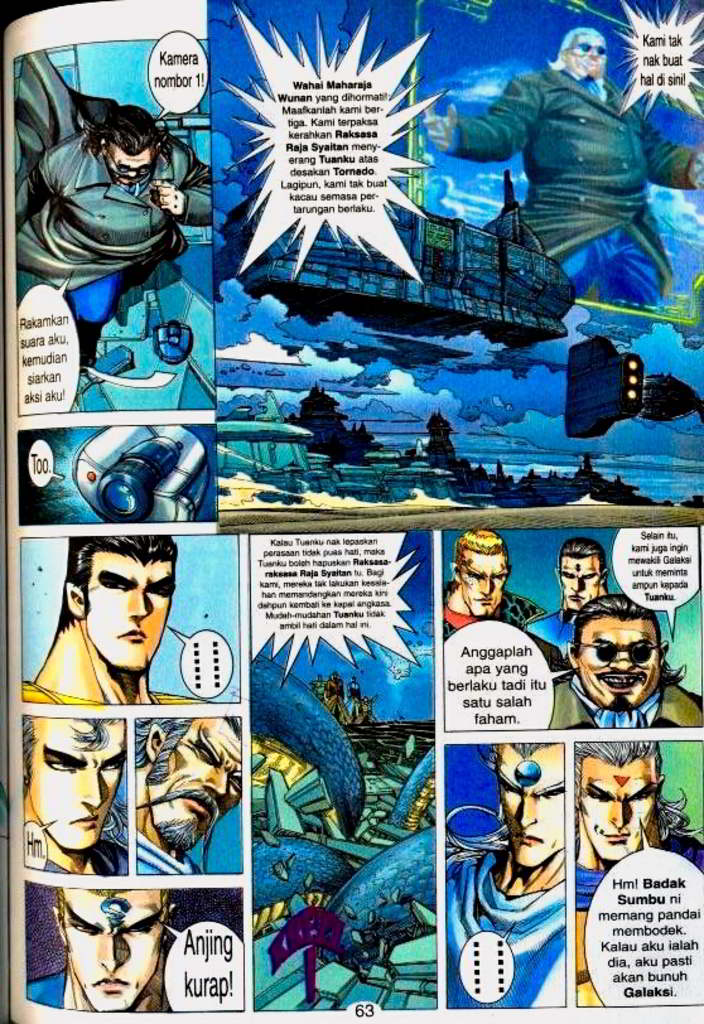 Kamera
nombor 1!
Rakamkan
suara aku,
kemudian
siarkan
aksi aku!
Wahai Maharaja
Wunan yang dihormati!
Maafkanlah kami ber-
tiga. Kami terpaksa
kerahkan Raksasa
Raja Syaitan meny-
erang Tuanku atas
desakan Tornado.
Lagipun, kami tak buat
kacau semasa per-
tarungan berlaku.
Kami tak
nak buat
hal di sini!
Too.
Kalau Tuanku nak lepaskan
perasaan tidak puas hati, maka
Tuanku boleh hapuskan Raksasa-
raksasa Raja Syaitan tu. Bagi
kami, mereka tak lakukan kesala-
han memandangkan mereka kini
dahpun kembali ke kapal angkasa.
Mudah-mudahan Tuanku tidak
ambil hati dalam hal ini.
Selain itu,
kami juga ingin
mewakili Galaksi
untuk meminta
ampun kepada
Tuanku.
Anggaplah
apa yang
berlaku tadi itu
satu salah
faham.
Hm.
Anjing
kurap!
Hm! Badak
Sumbu ni
memang pandai
membodek.
Kalau aku ialah
dia, aku pasti
akan bunuh
Galaksi.
63